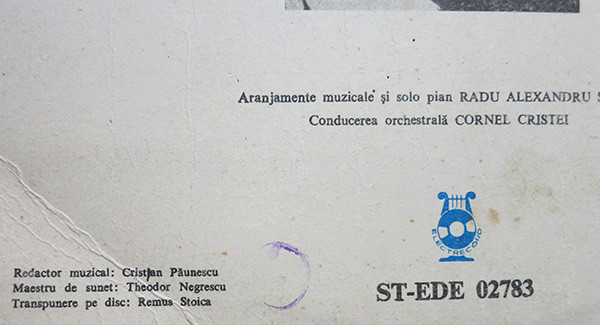 Aranjamente muzicale și solo pian RADU ALEXANDRU
Conducerea orchestrală CORNEL CRISTEI
ELECTRECORD
Redactor muzical: Cristian Păunescu
Maestru de sunet: Theodor Negrescu
Transpunere pe disc: Remus Stoica
ST-EDE 02783